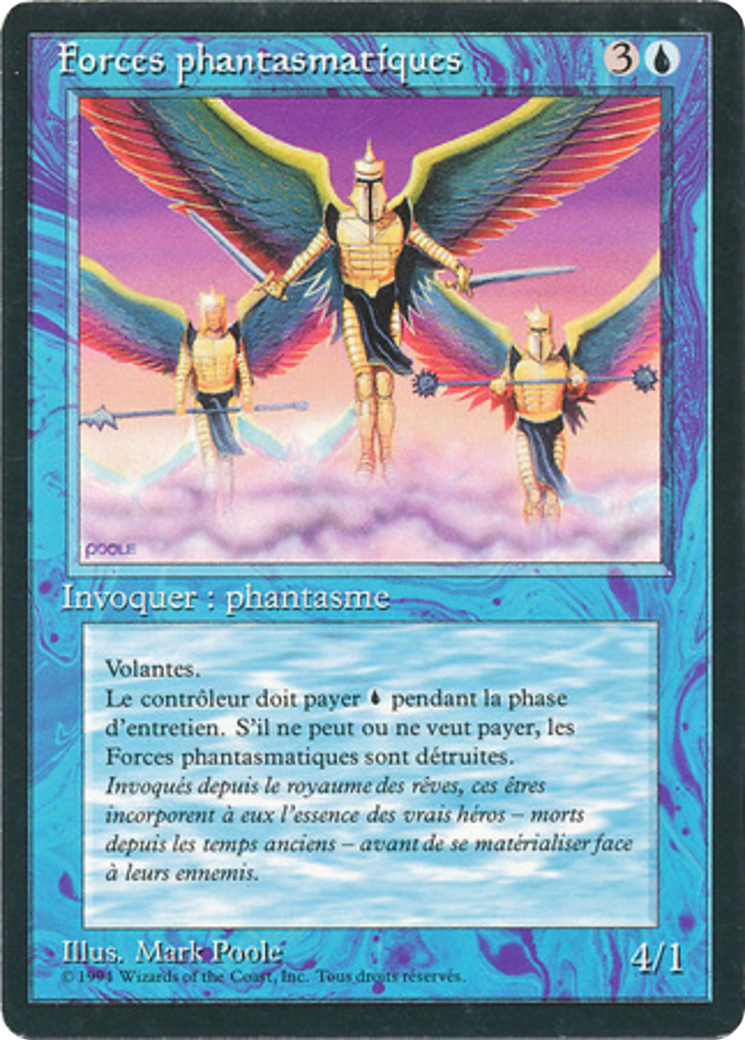 Forces phantasmatiques 3
POOLE
Invoquer : phantasme
Volantes.
Le contrôleur doit payer pendant la phase
d'entretien. S'il ne peut ou ne veut payer, les
Forces phantasmatiques sont détruites.
Invoqués depuis le royaume des rêves, ces êtres
incorporent à eux l'essence des vrais héros – morts
depuis les temps anciens – avant de se matérialiser face
à leurs ennemis.
Illus. Mark Poole 4/1
© 1994 Wizards of the Coast, Inc. Tous droits réservés.